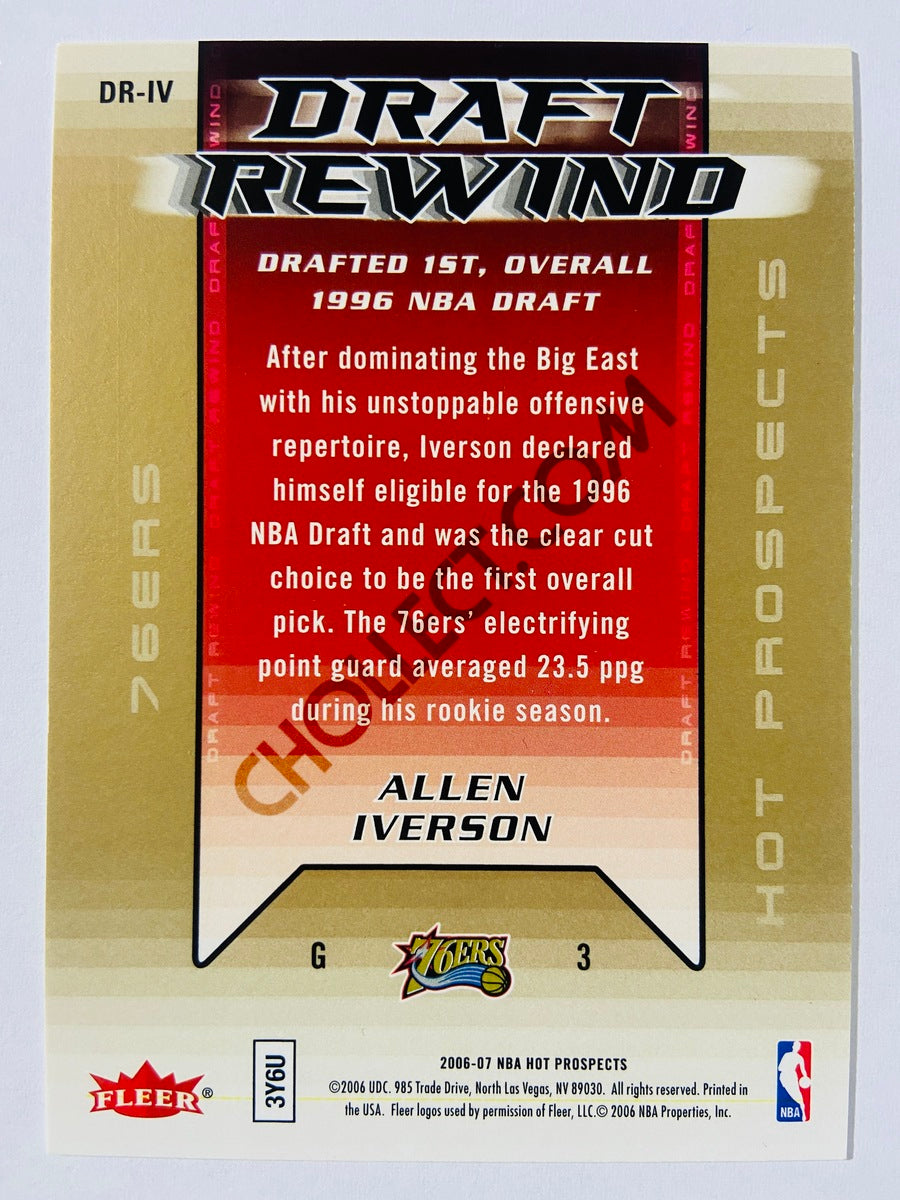 DR-IV
DRAFT
REWIND
DRAFTED 1ST, OVERALL
1996 NBA DRAFT
After dominating the Big East
with his unstoppable offensive
repertoire, Iverson declared
himself eligible for the 1996
NBA Draft and was the clear cut
choice to be the first overall
pick. The 76ers' electrifying
point guard averaged 23.5 ppg
during his rookie season.
ALLEN
IVERSON
76ERS
HOT PROSPECTS
DRAFT REWIND
DRAFT REWIND
CHOLLECT.COM
G
76ERS
3
FLEER®
3Y6U
2006-07 NBA HOT PROSPECTS
©2006 UDC. 985 Trade Drive, North Las Vegas, NV 89030. All rights reserved. Printed in
the USA. Fleer logos used by permission of Fleer, LLC.© 2006 NBA Properties, Inc.
NBA